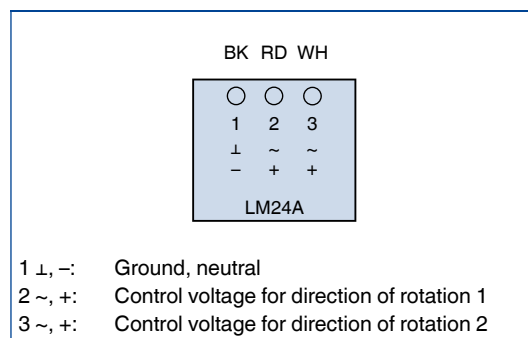 BK RD WH
1 2 3
⊥ ~ ~
– + +
LM24A
1 ⊥, –: Ground, neutral
2 ~, +: Control voltage for direction of rotation 1
3 ~, +: Control voltage for direction of rotation 2